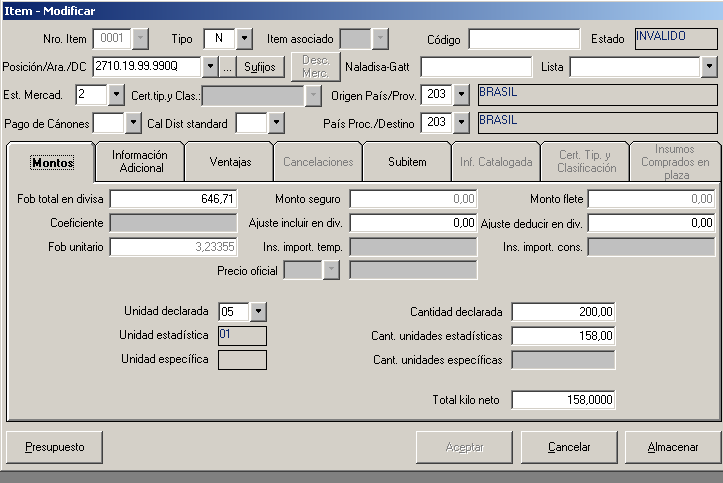 Item - Modificar
Nro. Item 0001 Tipo N Item asociado Código Estado INVALIDO
Posición/Ara./DC 2710.19.99.990Q ... Sufijos Desc. Merc. Naladisa-Gatt Lista
Est. Mercad. 2 Cert.tip.y Clas.: Origen País/Prov. 203 BRASIL
Pago de Cánones Cal Dist standard País Proc./Destino 203 BRASIL
Montos Información Adicional Ventajas Cancelaciones Subitem Inf. Catalogada Cert. Tip. y Clasificación Insumos Comprados en plaza
Fob total en divisa 646,71 Monto seguro 0,00 Monto flete 0,00
Coeficiente Ajuste incluir en div. 0,00 Ajuste deducir en div. 0,00
Fob unitario 3,23355 Ins. import. temp. Ins. import. cons.
Precio oficial
Unidad declarada 05 Cantidad declarada 200,00
Unidad estadística 01 Cant. unidades estadísticas 158,00
Unidad específica Cant. unidades específicas
Total kilo neto 158,0000
Presupuesto Aceptar Cancelar Almacenar